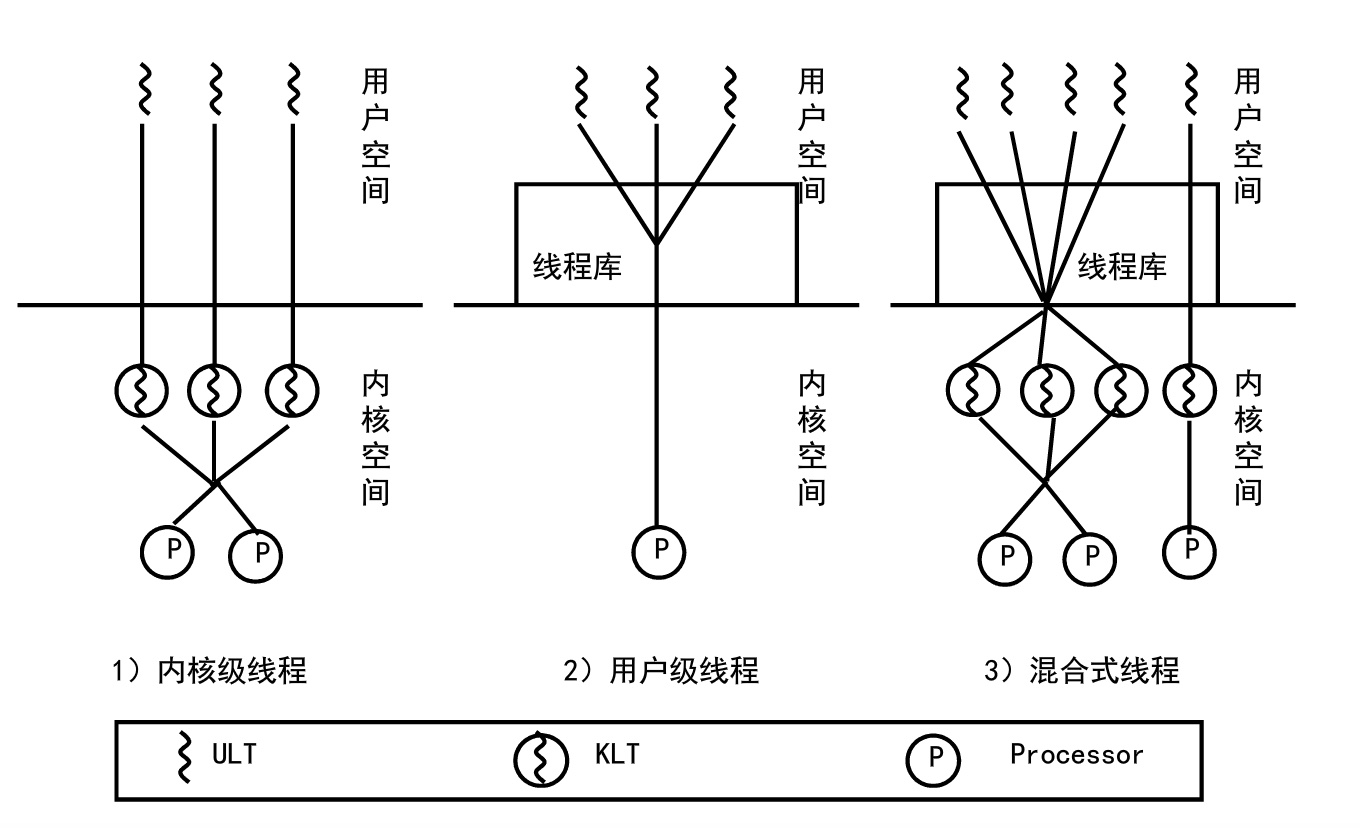 用户空间
用户空间
用户空间
线程库
线程库
内核空间
内核空间
内核空间
P
P
P
P
P
P
1）内核级线程
2）用户级线程
3）混合式线程
ULT
KLT
P
Processor